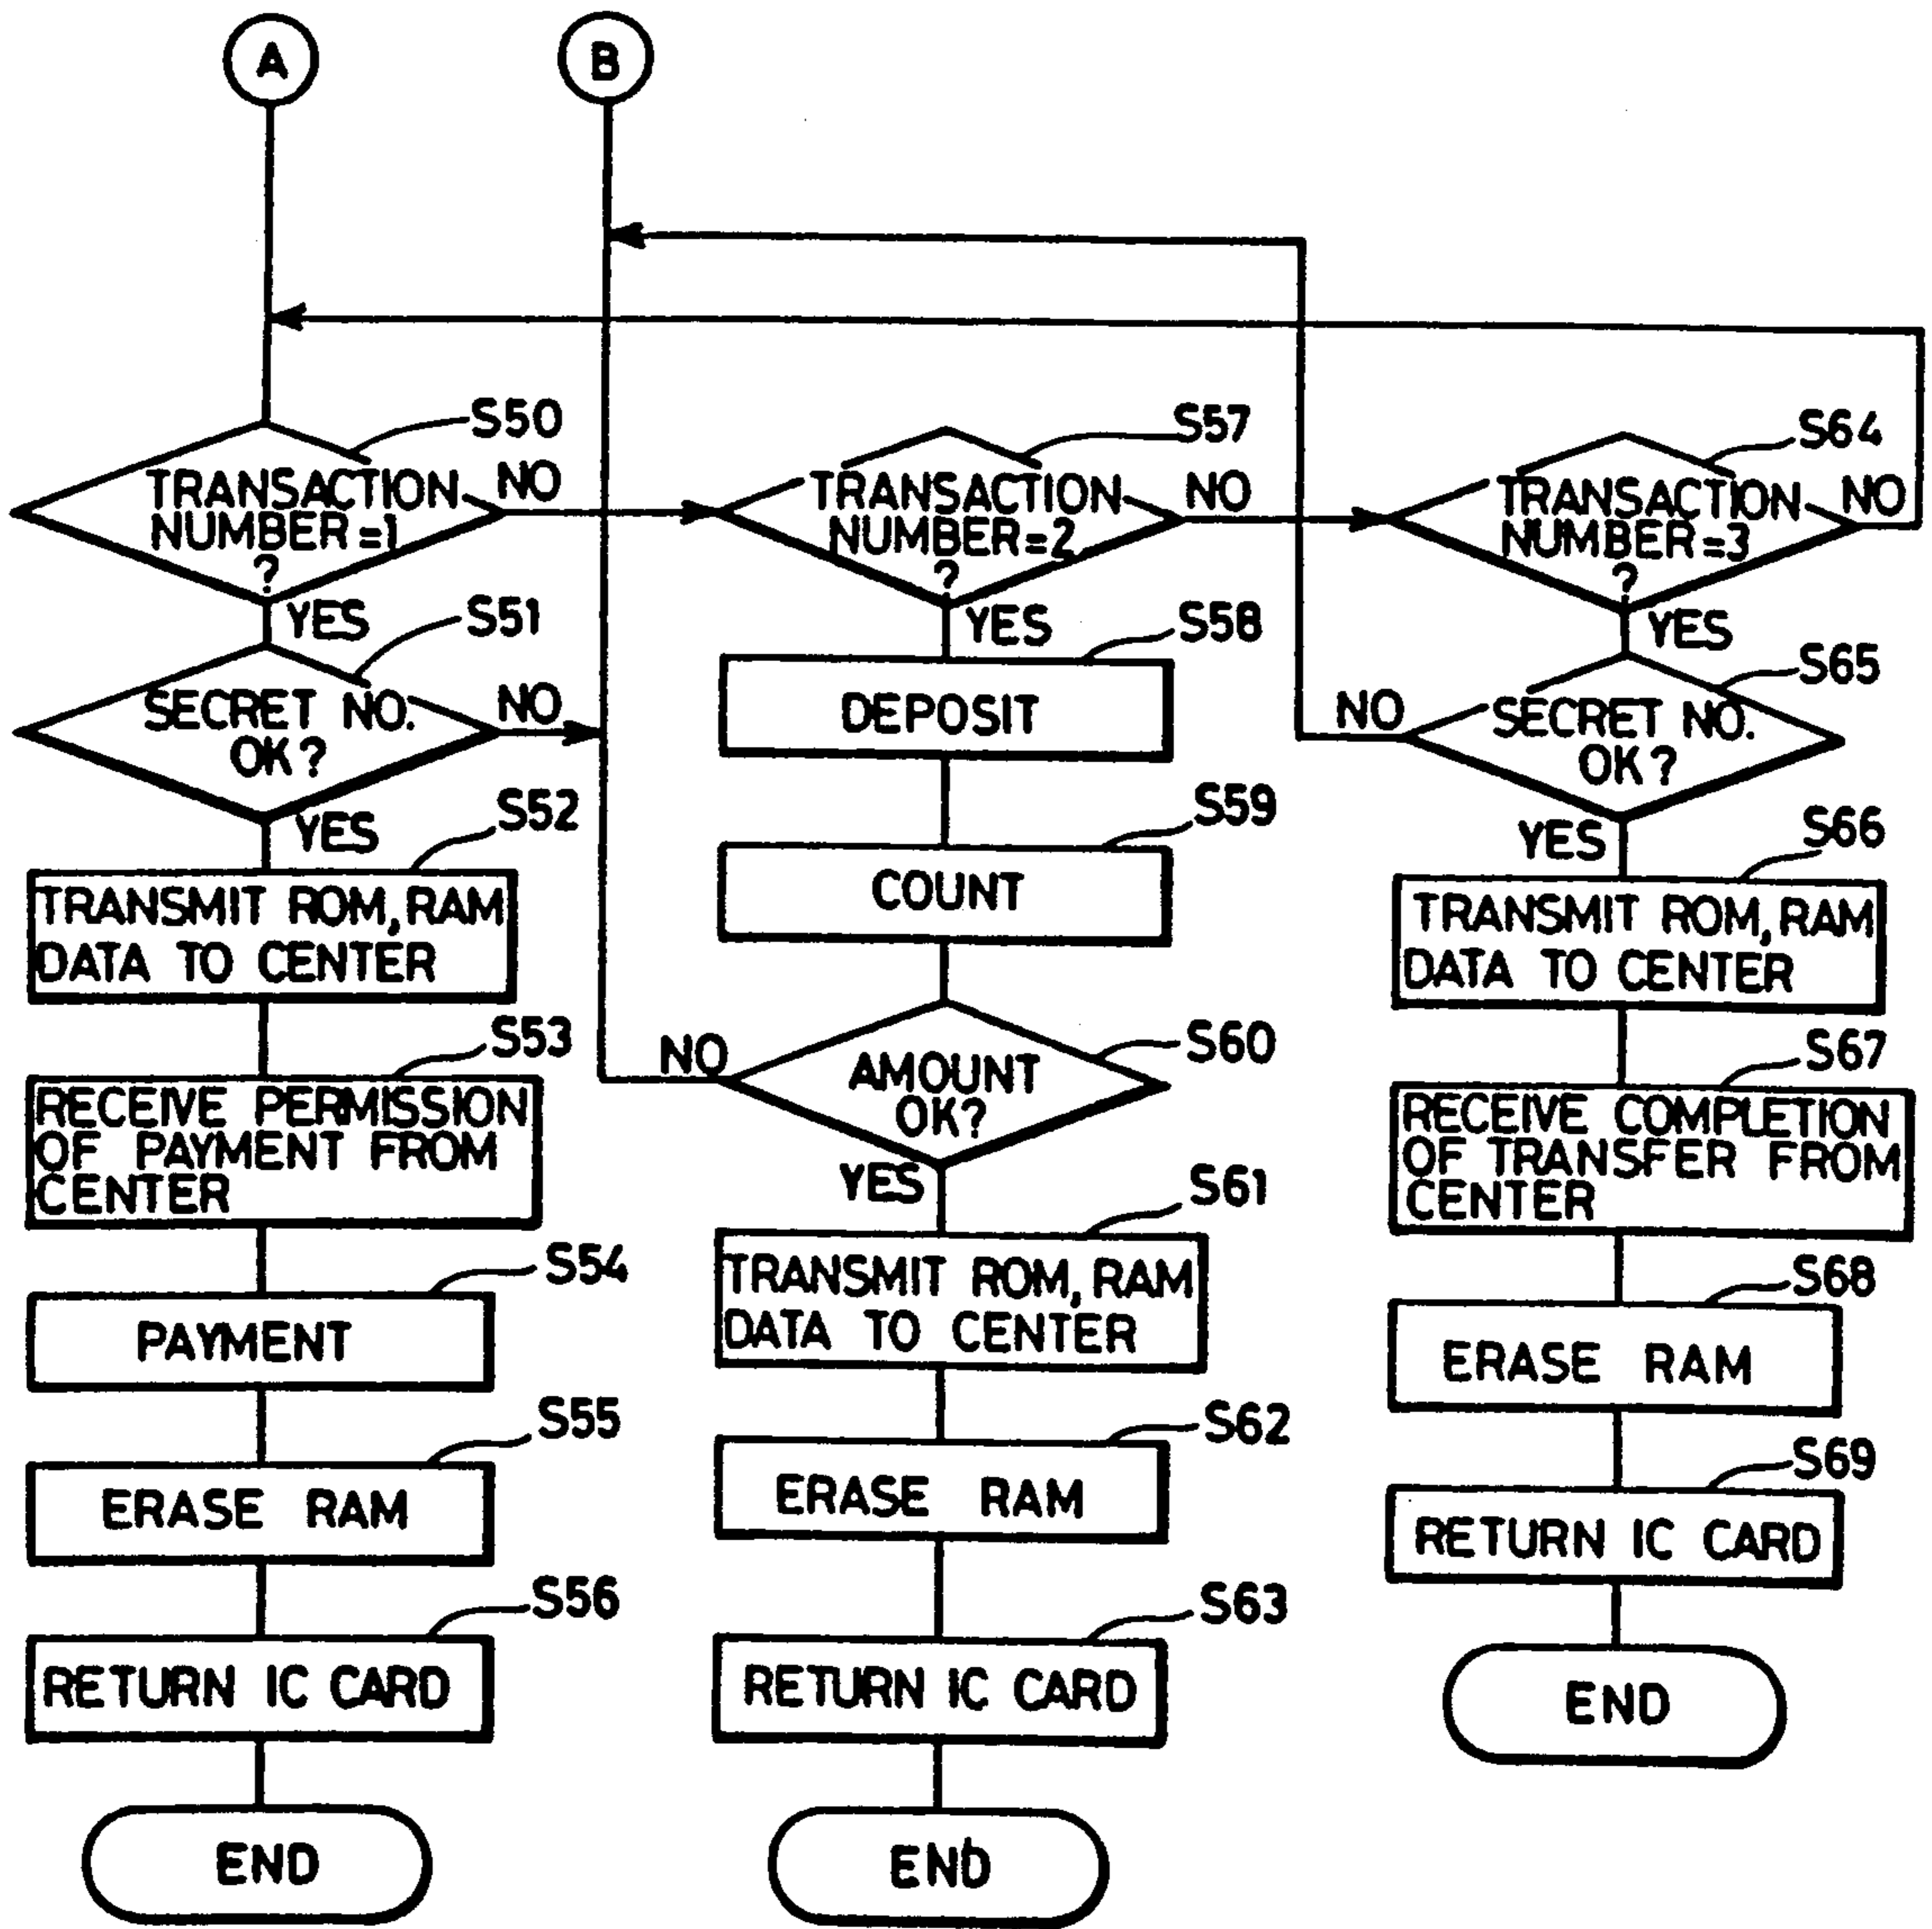 A
B
S50
TRANSACTION
NUMBER=1
?
NO
YES
S51
SECRET NO.
OK?
NO
YES
S52
TRANSMIT ROM, RAM
DATA TO CENTER
S53
RECEIVE PERMISSION
OF PAYMENT FROM
CENTER
S54
PAYMENT
S55
ERASE RAM
S56
RETURN IC CARD
END
S57
TRANSACTION
NUMBER=2
?
NO
YES
S58
DEPOSIT
S59
COUNT
S60
AMOUNT
OK?
NO
YES
S61
TRANSMIT ROM, RAM
DATA TO CENTER
S62
ERASE RAM
S63
RETURN IC CARD
END
S64
TRANSACTION
NUMBER=3
?
NO
YES
S65
SECRET NO.
OK?
NO
YES
S66
TRANSMIT ROM, RAM
DATA TO CENTER
S67
RECEIVE COMPLETION
OF TRANSFER FROM
CENTER
S68
ERASE RAM
S69
RETURN IC CARD
END